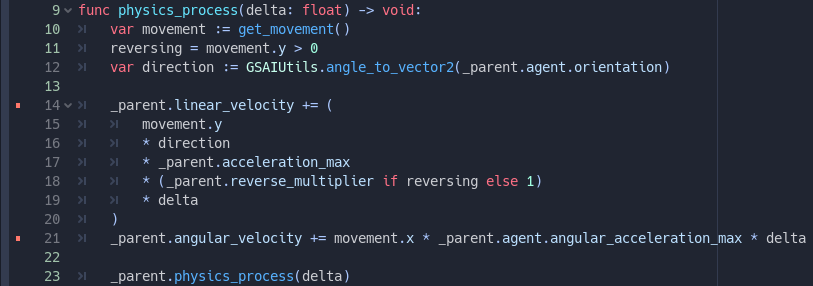 9 func physics_process(delta: float) -> void:
10 var movement := get_movement()
11 reversing = movement.y > 0
12 var direction := GSAIUtils.angle_to_vector2(_parent.agent.orientation)
13
14 _parent.linear_velocity += (
15 movement.y
16 * direction
17 * _parent.acceleration_max
18 * (_parent.reverse_multiplier if reversing else 1)
19 * delta
20 )
21 _parent.angular_velocity += movement.x * _parent.agent.angular_acceleration_max * delta
22
23 _parent.physics_process(delta)